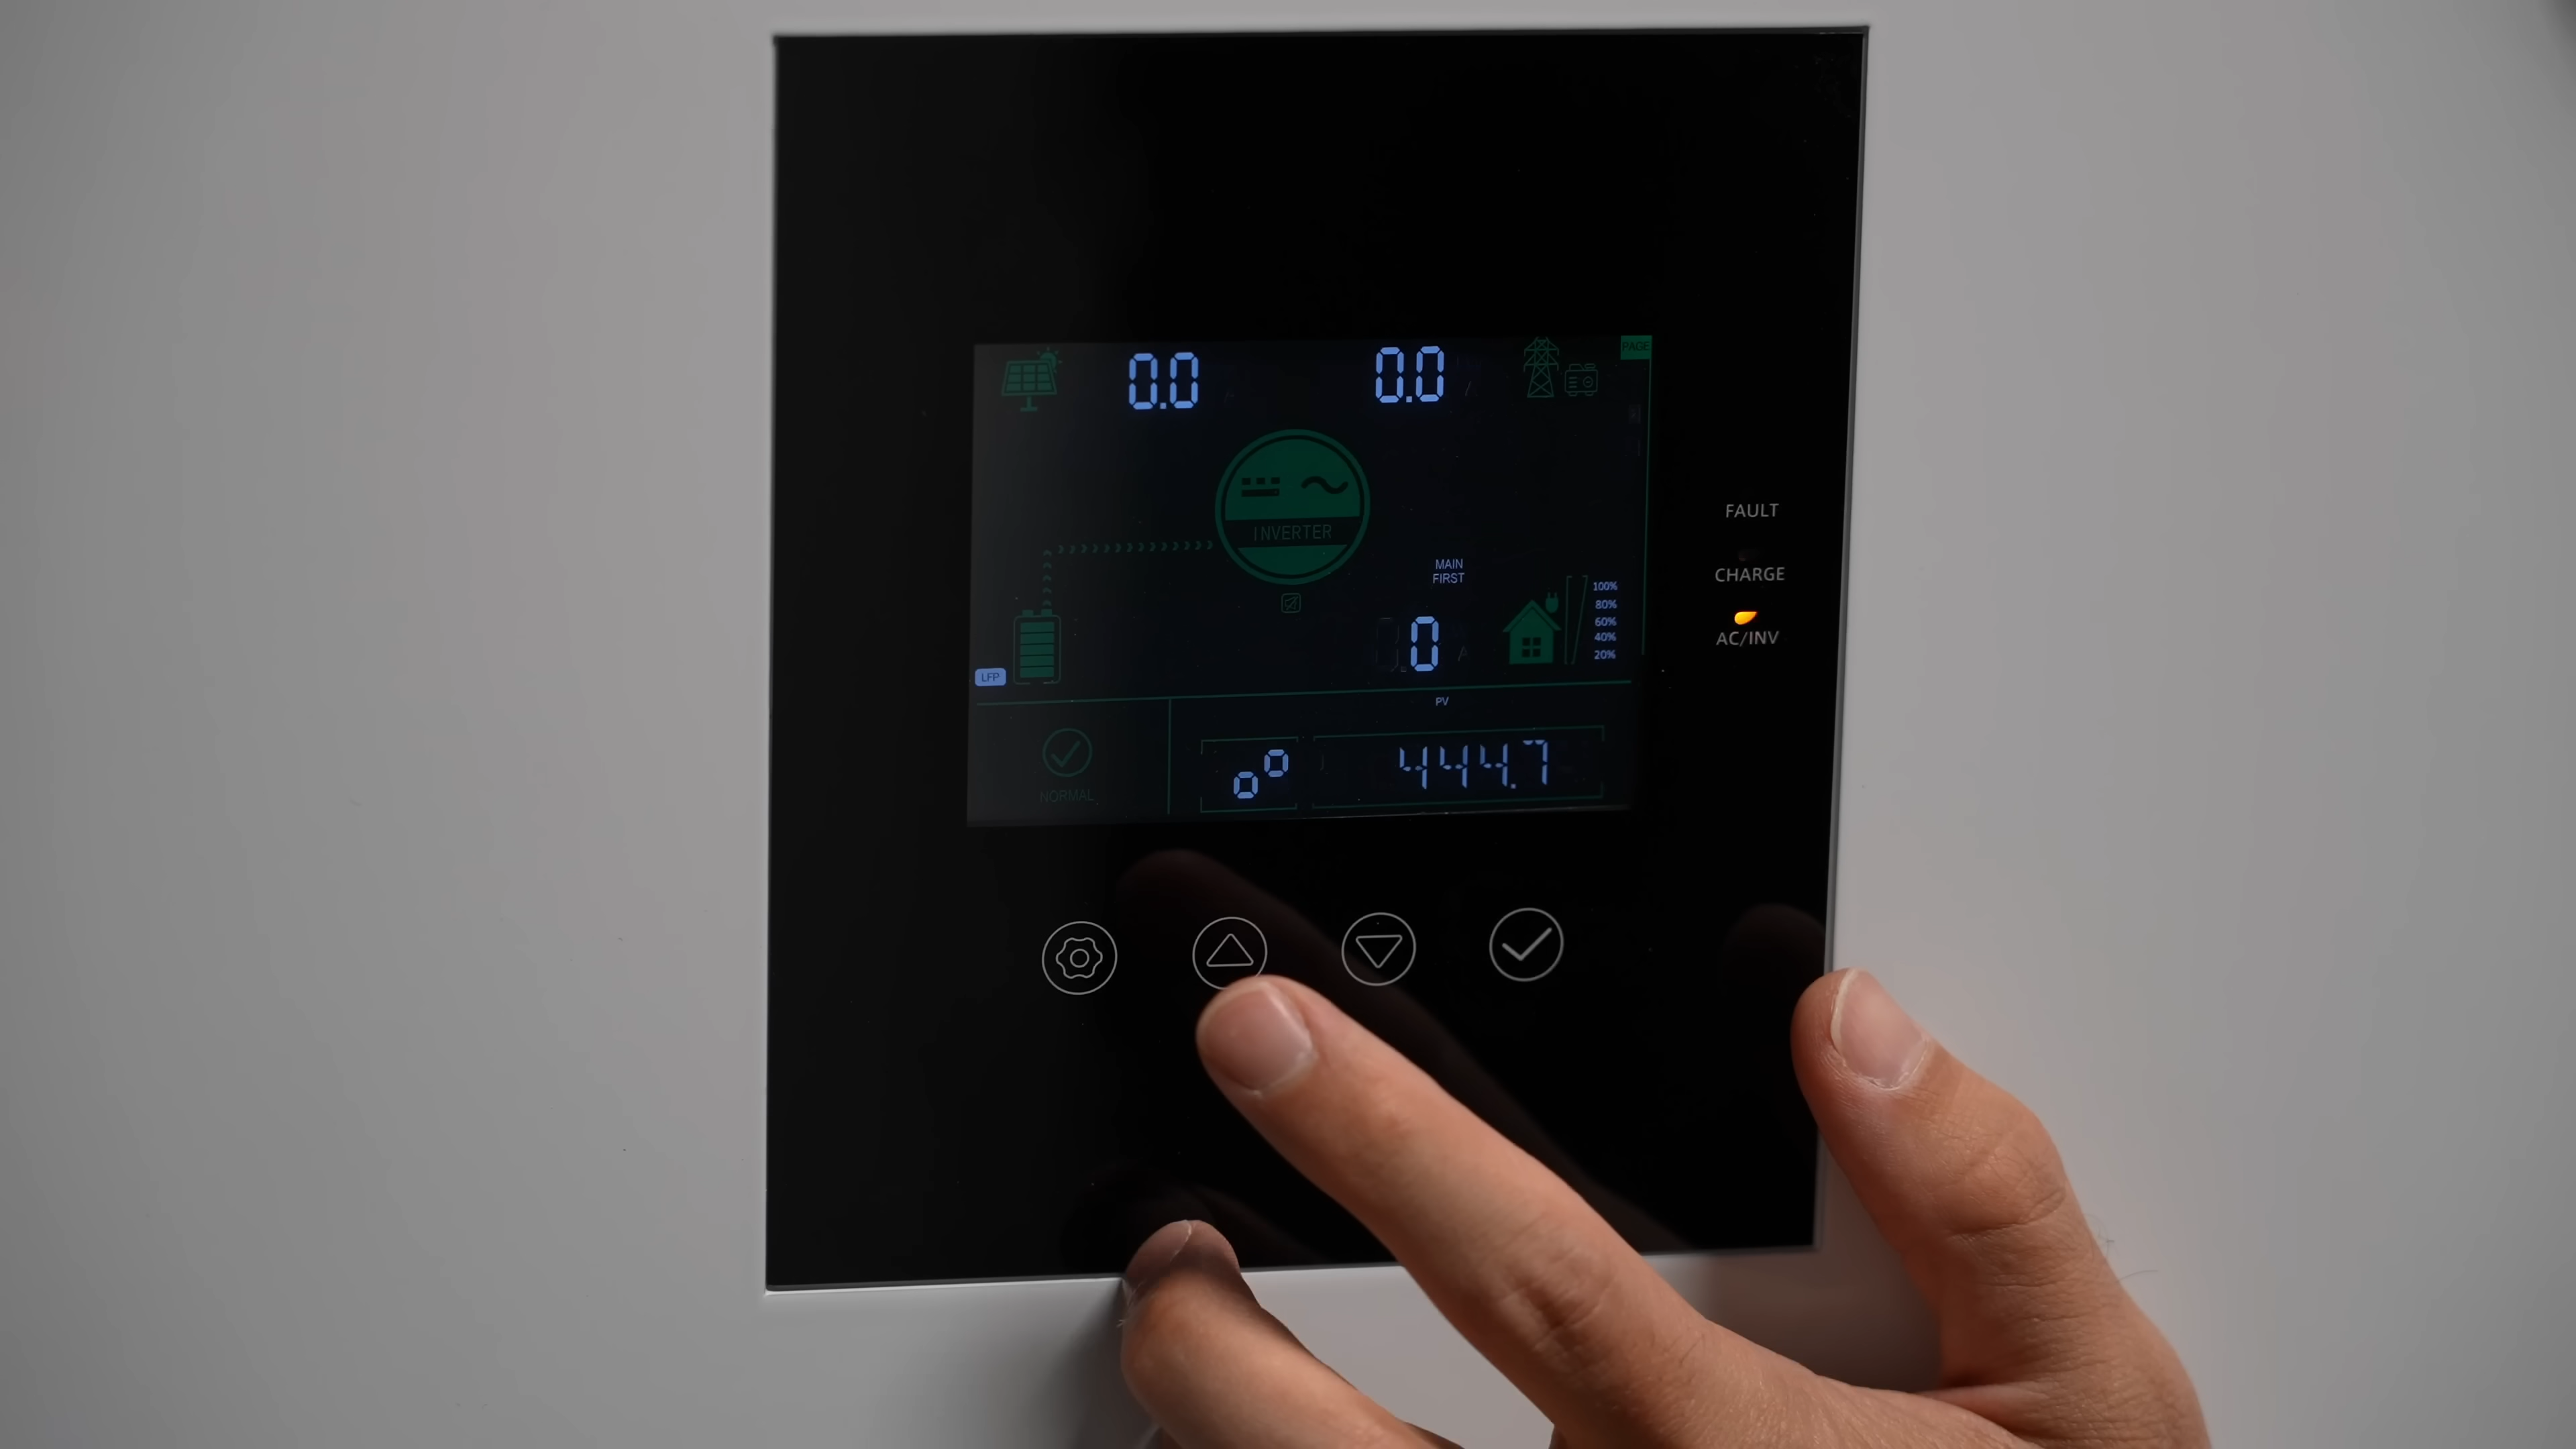 0.0
0.0
PAGE
INVERTER
MAIN
FIRST
0
100%
80%
60%
40%
20%
LFP
PV
NORMAL
444.7
FAULT
CHARGE
AC/INV